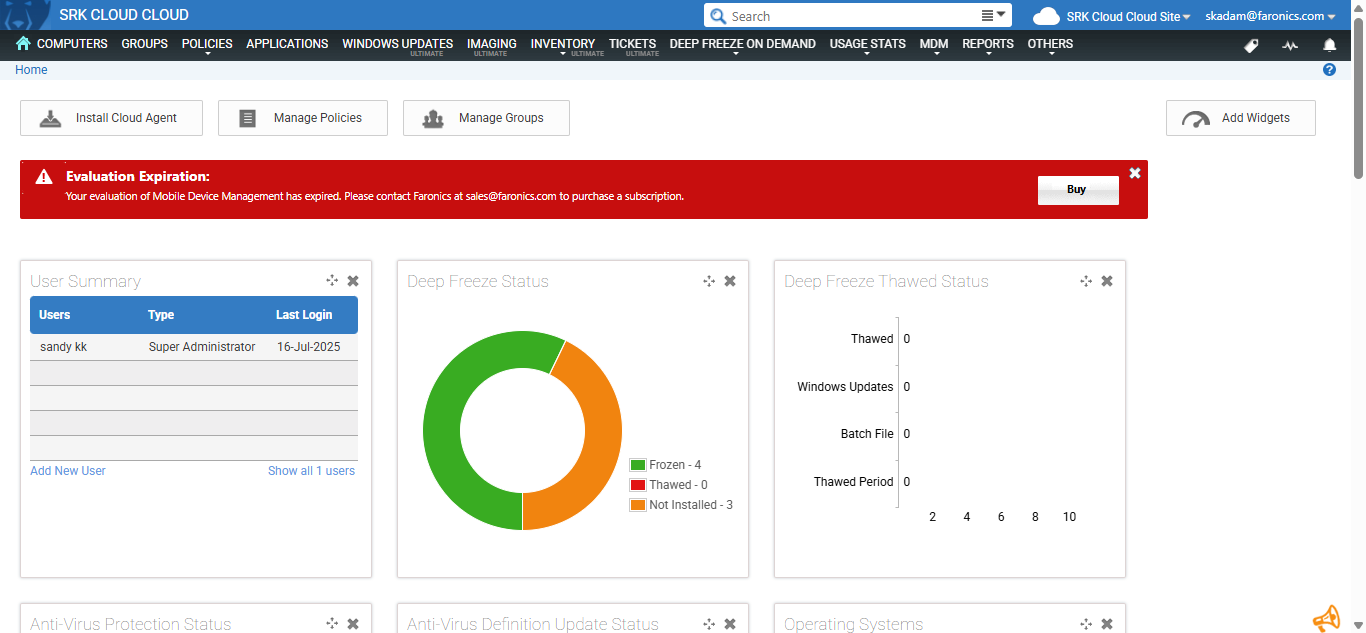 SRK CLOUD CLOUD
Search
SRK Cloud Cloud Site
skadam@faronics.com
COMPUTERS GROUPS POLICIES APPLICATIONS WINDOWS UPDATES IMAGING INVENTORY TICKETS DEEP FREEZE ON DEMAND USAGE STATS MDM REPORTS OTHERS
ULTIMATE ULTIMATE ULTIMATE ULTIMATE
Home
Install Cloud Agent
Manage Policies
Manage Groups
Add Widgets
Evaluation Expiration:
Your evaluation of Mobile Device Management has expired. Please contact Faronics at sales@faronics.com to purchase a subscription.
Buy
User Summary
Users Type Last Login
sandy kk Super Administrator 16-Jul-2025
Add New User Show all 1 users
Deep Freeze Status
Frozen - 4
Thawed - 0
Not Installed - 3
Deep Freeze Thawed Status
Thawed 0
Windows Updates 0
Batch File 0
Thawed Period 0
2 4 6 8 10
Anti-Virus Protection Status
Anti-Virus Definition Update Status
Operating Systems